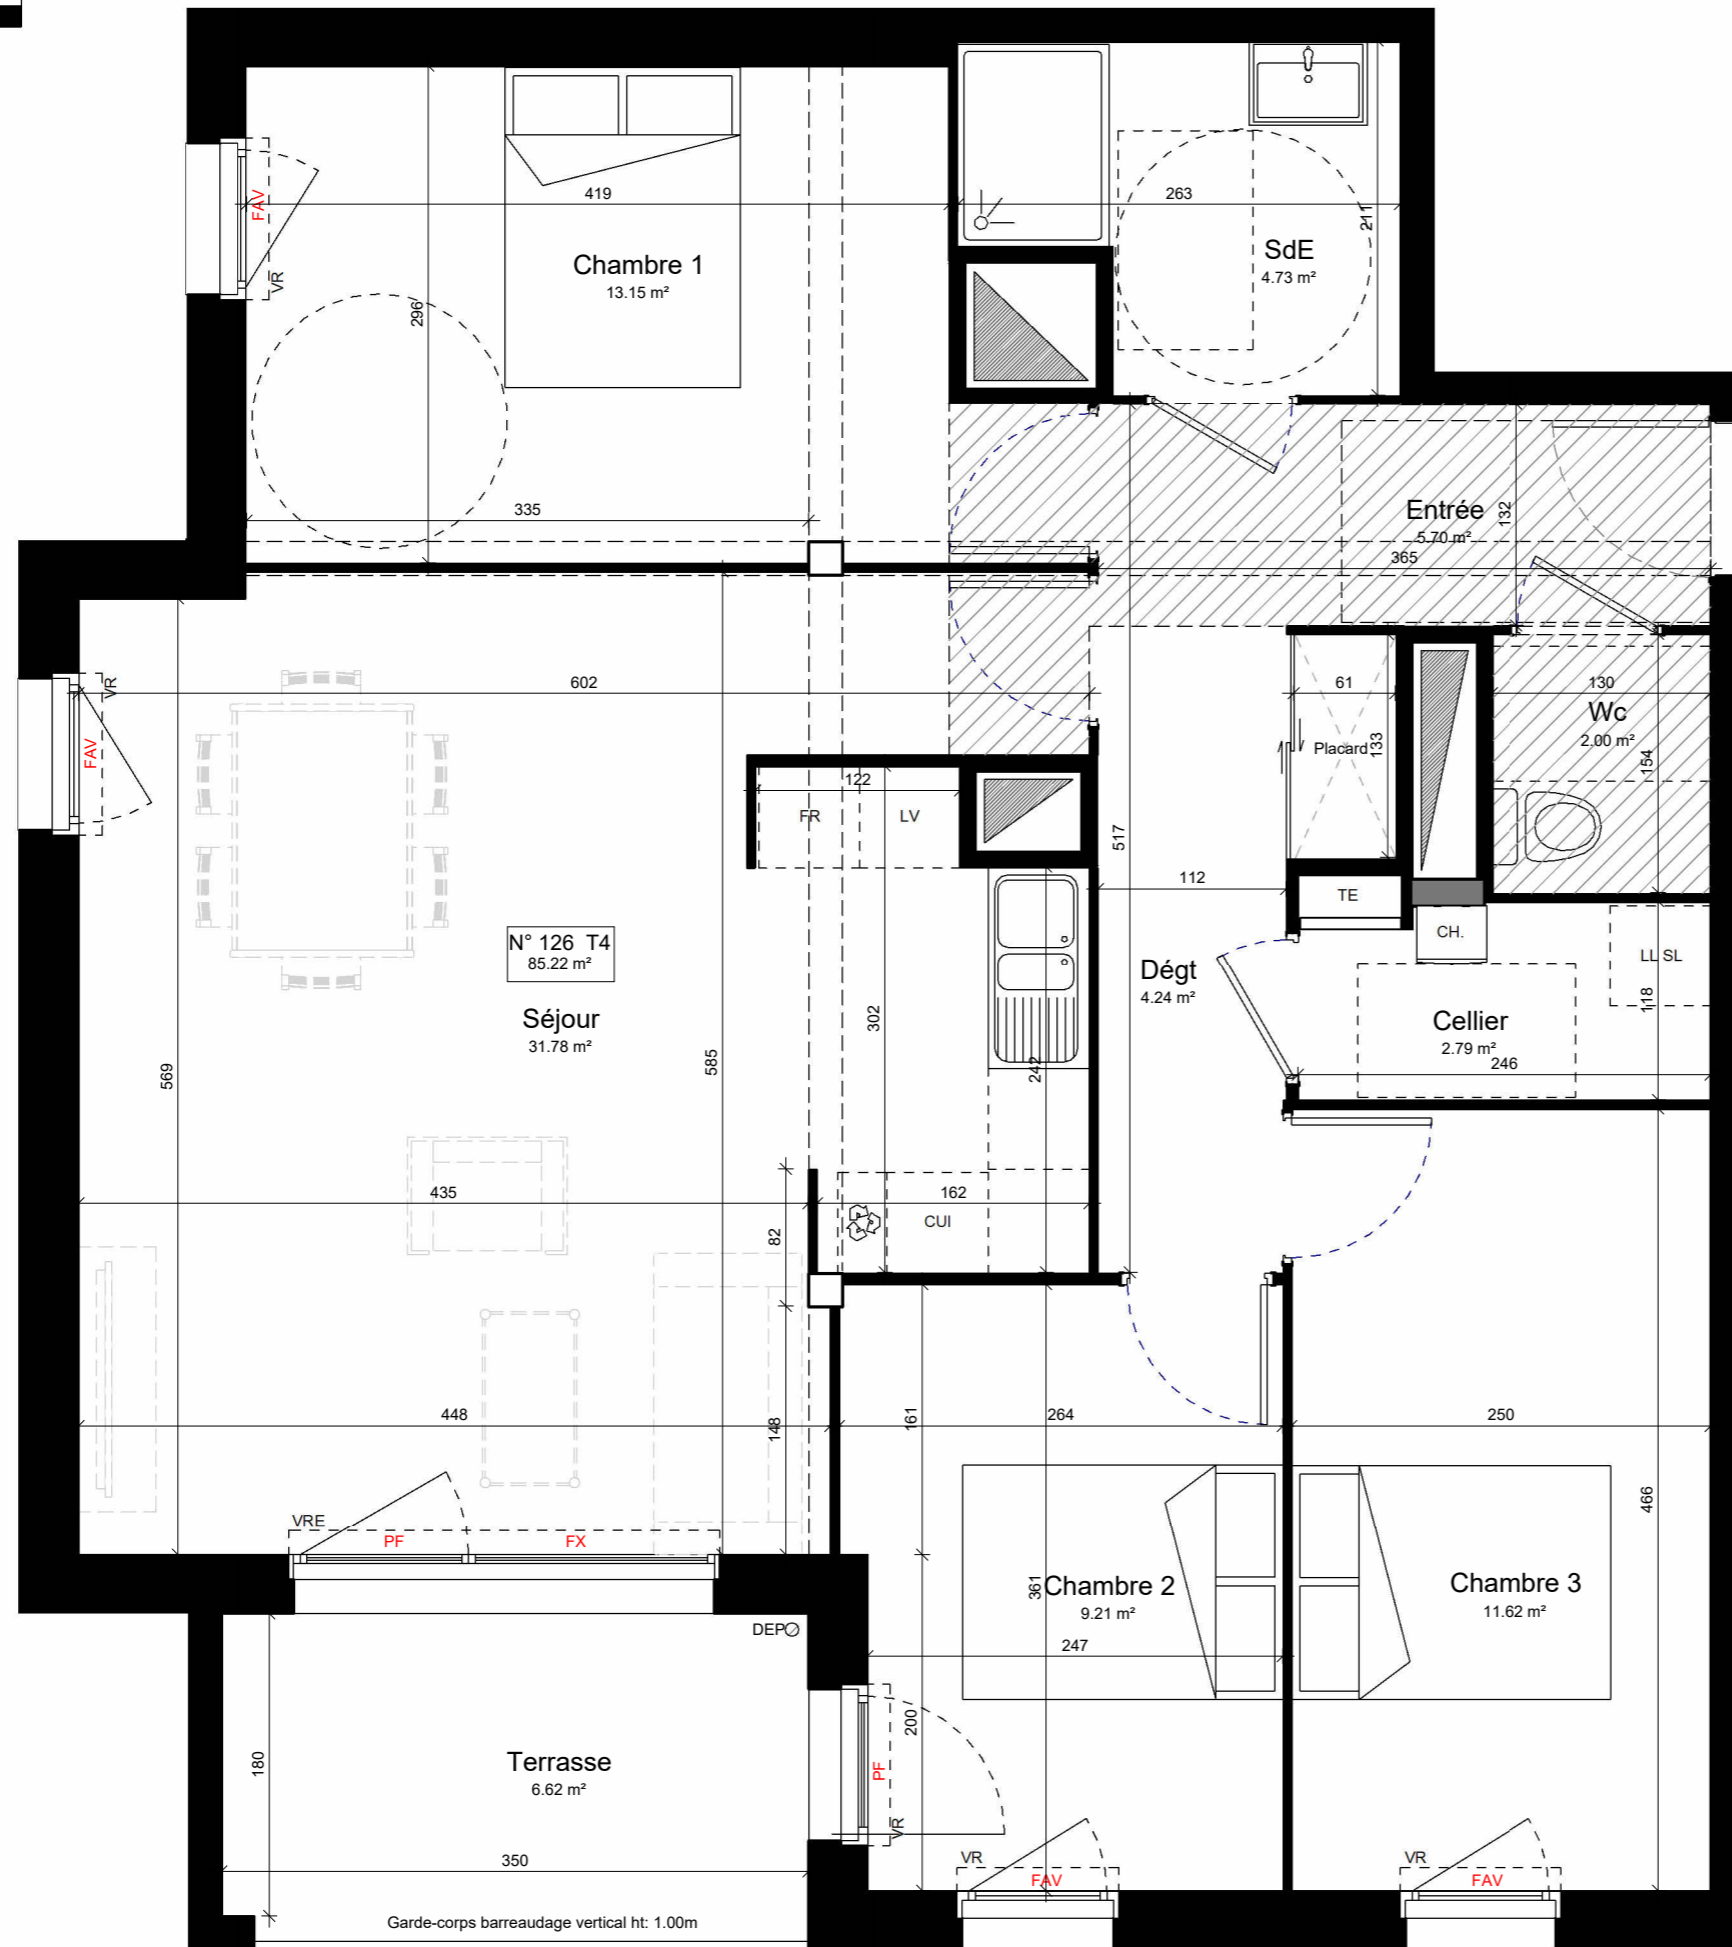 419
263
211
FAV
VR
Chambre 1
13.15 m²
SdE
4.73 m²
296
335
Entrée
5.70 m²
132
365
602
VR
FAV
61
Placard
133
130
Wc
2.00 m²
154
122
FR
LV
517
112
TE
CH.
LL SL
118
N° 126 T4
85.22 m²
Séjour
31.78 m²
Dégt
4.24 m²
Cellier
2.79 m²
246
569
585
302
242
435
162
82
CUI
448
148
161
264
250
466
VRE
PF
FX
Chambre 2
9.21 m²
361
Chambre 3
11.62 m²
DEP
247
200
180
Terrasse
6.62 m²
PF
VR
350
VR
FAV
VR
FAV
Garde-corps barreaudage vertical ht: 1.00m